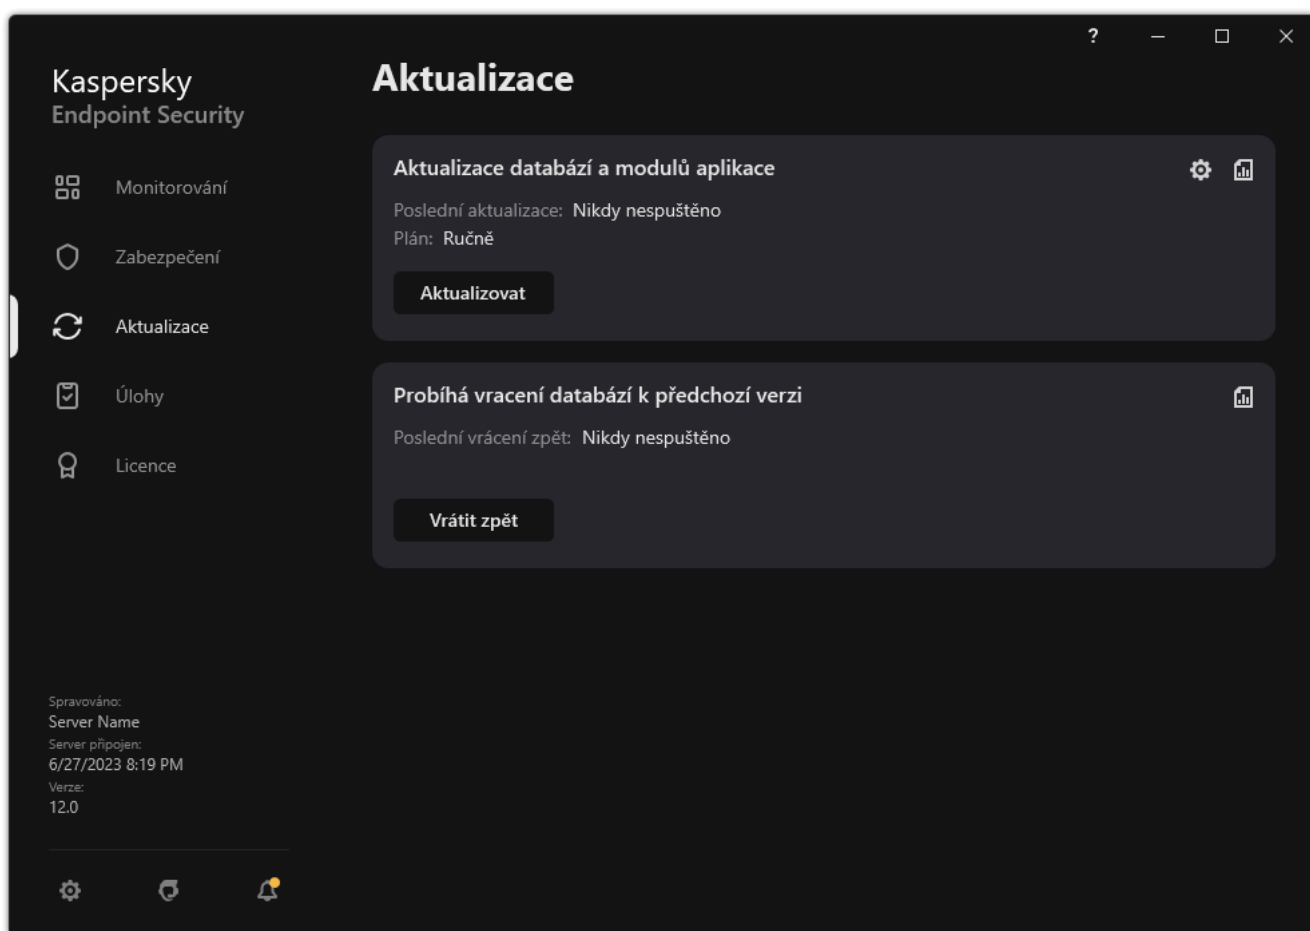 ?
Kaspersky
Endpoint Security
Monitorování
Zabezpečení
Aktualizace
Úlohy
Licence
Spravováno:
Server Name
Server připojen:
6/27/2023 8:19 PM
Verze:
12.0
Aktualizace
Aktualizace databází a modulů aplikace
Poslední aktualizace: Nikdy nespuštěno
Plán: Ručně
Aktualizovat
Probíhá vracení databází k předchozí verzi
Poslední vrácení zpět: Nikdy nespuštěno
Vrátit zpět